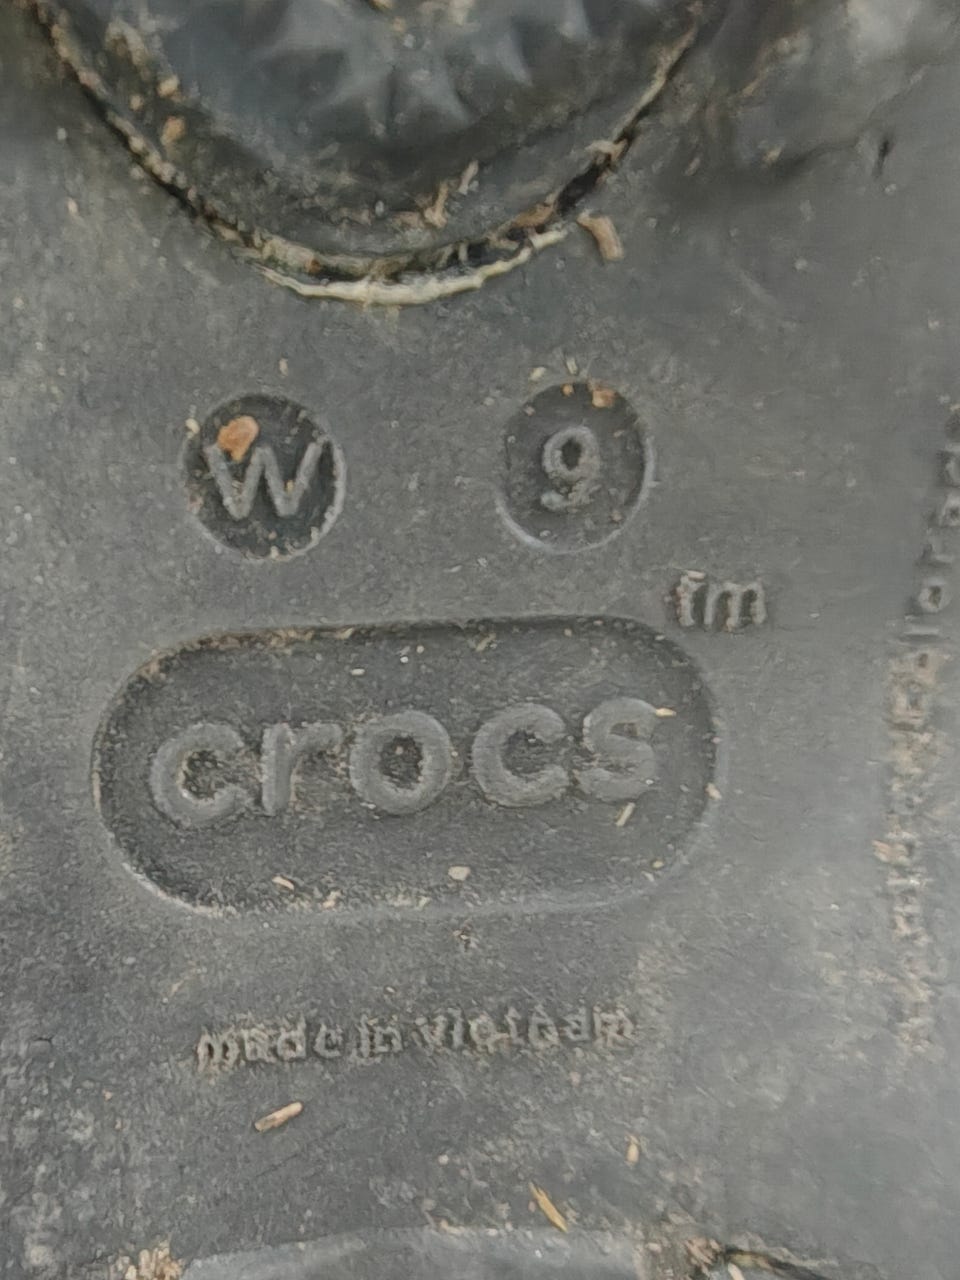 W 9
tm
crocs
made in vietnam